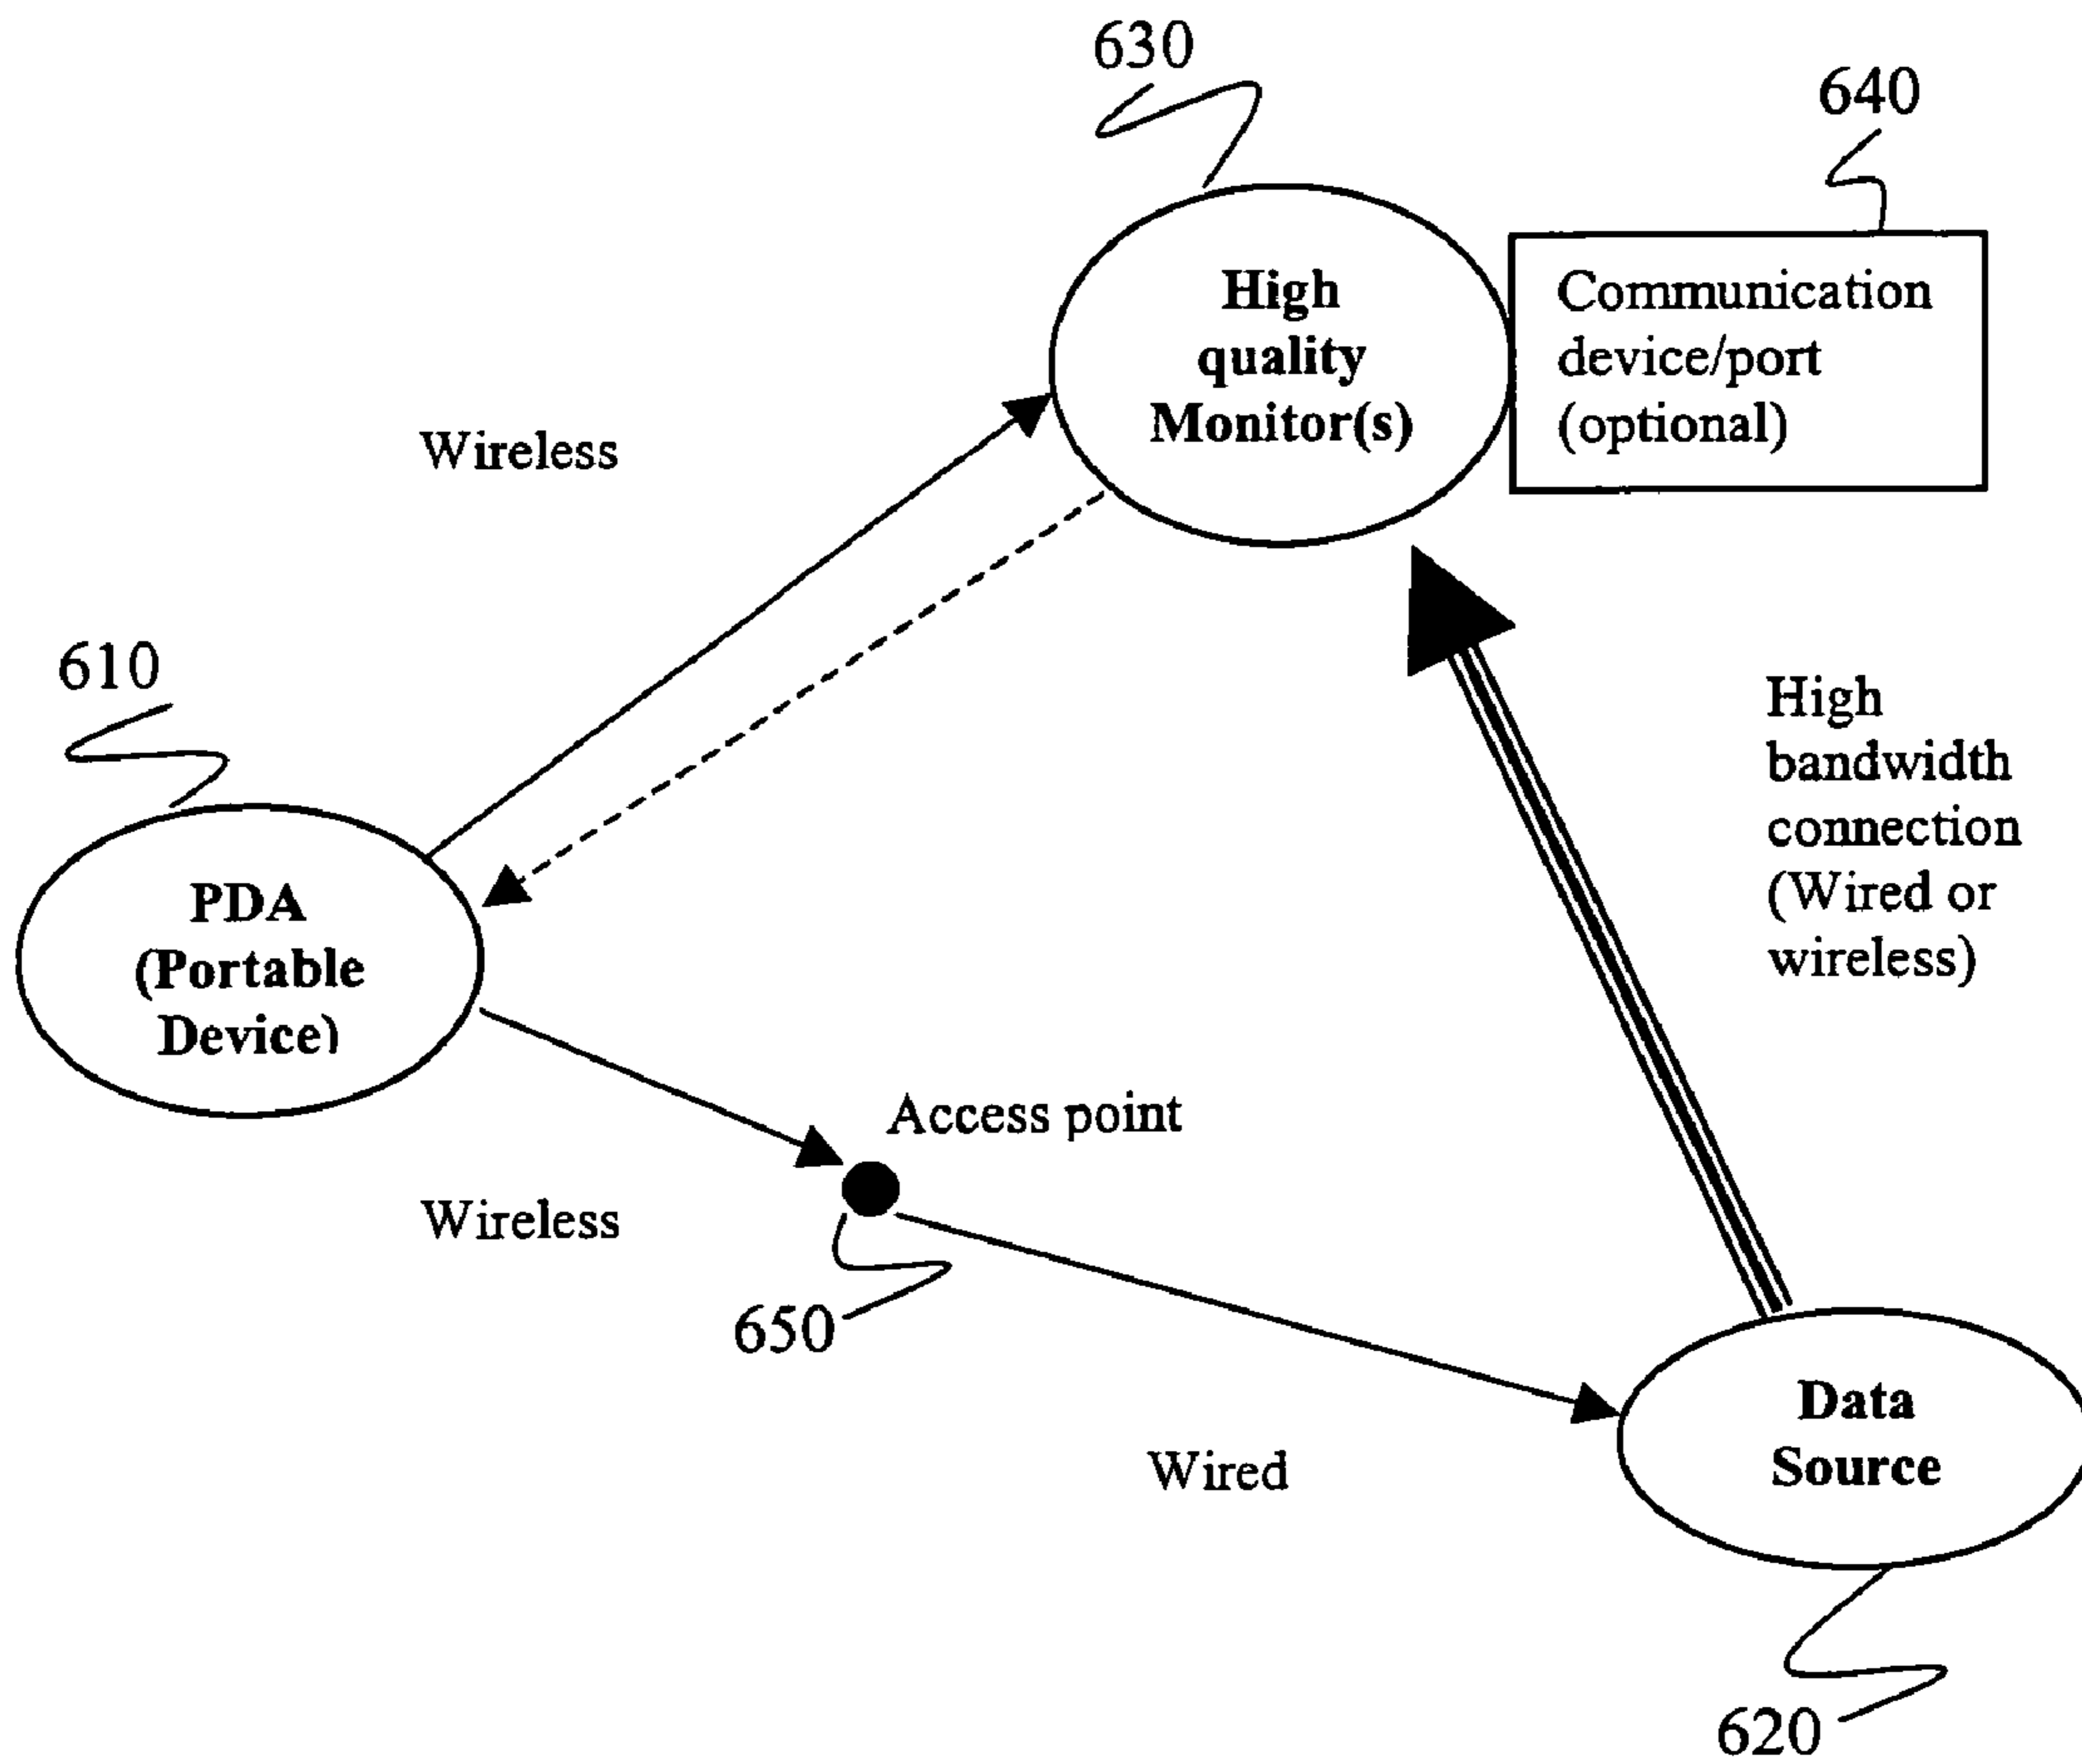 630
640
High
quality
Monitor(s)
Communication
device/port
(optional)
Wireless
610
High
bandwidth
connection
(Wired or
wireless)
PDA
(Portable
Device)
Access point
Wireless
650
Wired
Data
Source
620